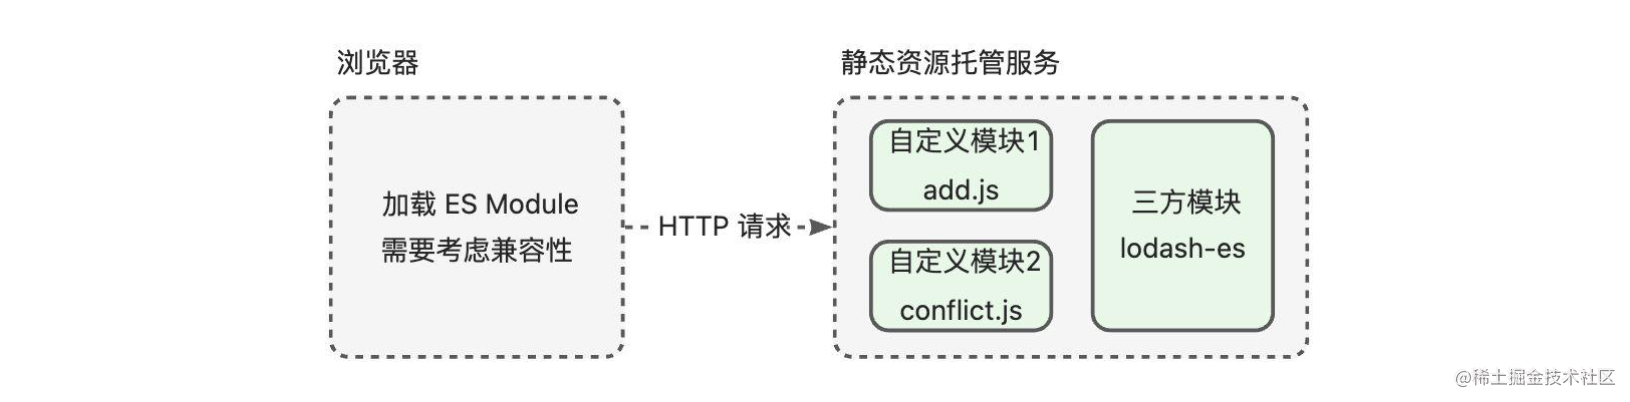 浏览器
加载 ES Module
需要考虑兼容性
HTTP 请求
静态资源托管服务
自定义模块1
add.js
自定义模块2
conflict.js
三方模块
lodash-es
@稀土掘金技术社区